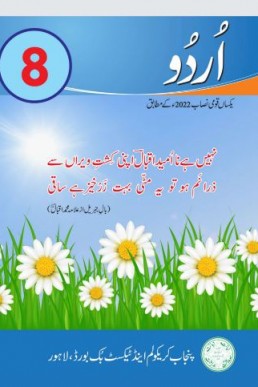 8
اُردُو
یکساں قومی نصاب 2022ء کے مطابق
نہیں ہے نا اُمید اقبالؔ اپنی کشتِ ویراں سے
ذرا نم ہو تو یہ مٹی بہت زرخیز ہے ساقی
(بالِ جبریل از علامہ محمد اقبالؒ)
پنجاب کریکولم اینڈ ٹیکسٹ بک بورڈ، لاہور